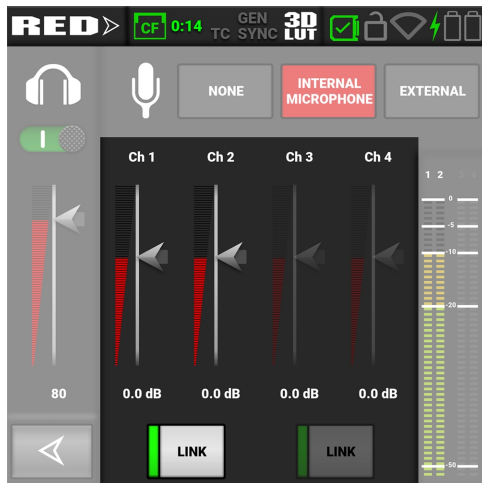 RED CF 0:14 GEN 3D
TC SYNC LUT
NONE INTERNAL MICROPHONE EXTERNAL
Ch 1 Ch 2 Ch 3 Ch 4
1 2 3 4
0
-5
-10
-20
80 0.0 dB 0.0 dB 0.0 dB 0.0 dB
LINK LINK
-50